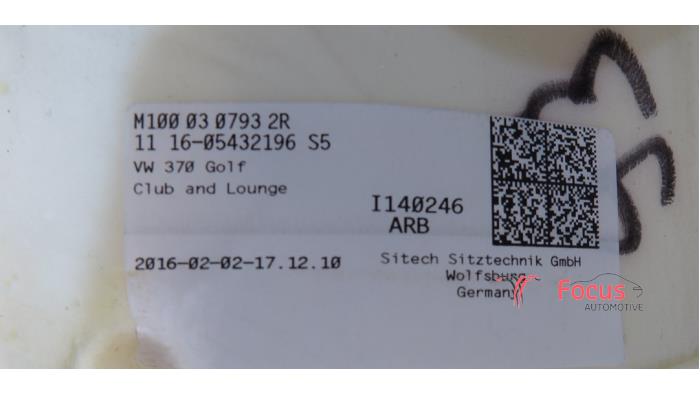 M100 03 0793 2R
11 16-05432196 S5
VW 370 Golf
Club and Lounge
I140246
ARB
2016-02-02-17.12.10
Sitech Sitztechnik GmbH
Wolfsburg
Germany
Focus
AUTOMOTIVE